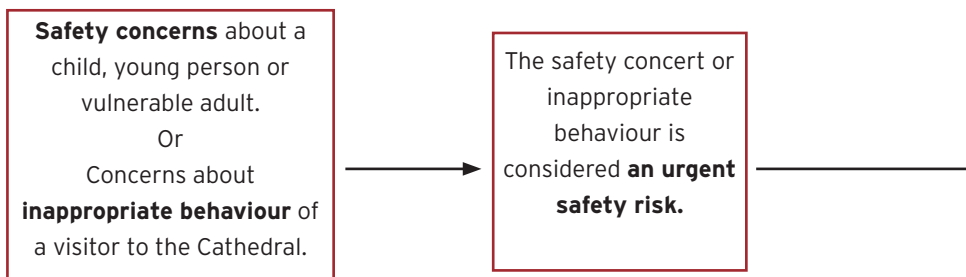 Safety concerns about a
child, young person or
vulnerable adult.
Or
Concerns about
inappropriate behaviour of
a visitor to the Cathedral.
The safety concert or
inappropriate
behaviour is
considered an urgent
safety risk.